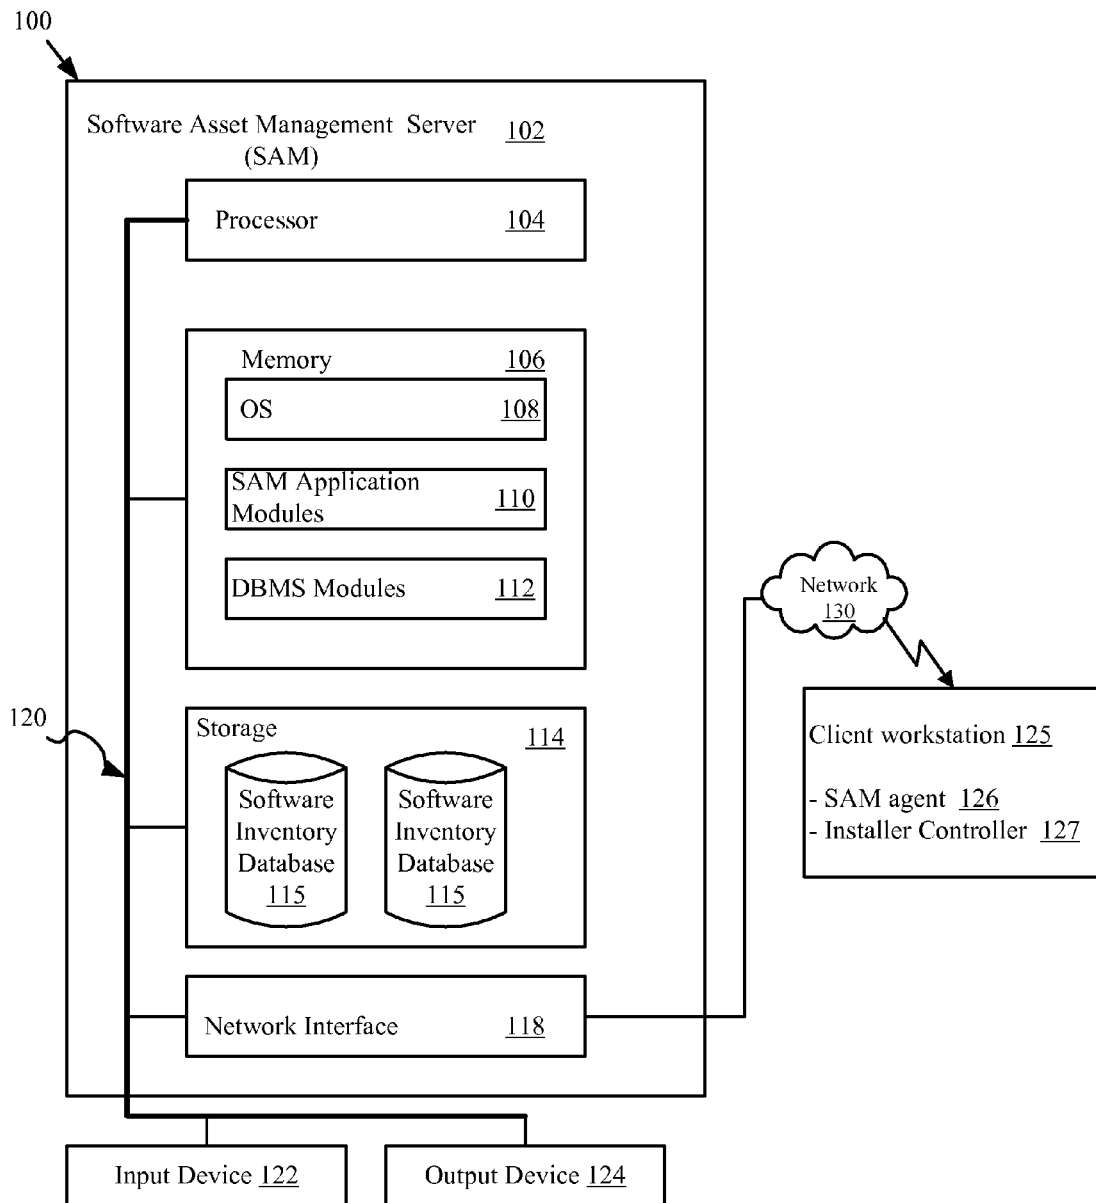 100
Software Asset Management Server 102
(SAM)
Processor 104
Memory 106
OS 108
SAM Application
Modules 110
DBMS Modules 112
Network
130
120
Storage 114
Software
Inventory
Database
115
Software
Inventory
Database
115
Client workstation 125
- SAM agent 126
- Installer Controller 127
Network Interface 118
Input Device 122
Output Device 124